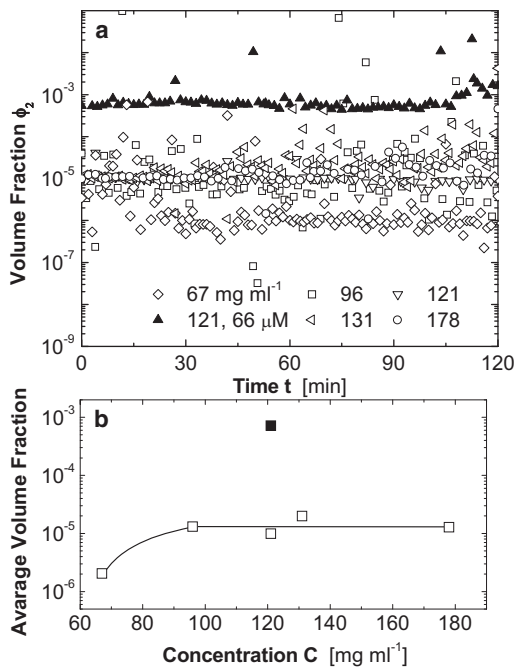 a
10⁻³
10⁻⁵
10⁻⁷
10⁻⁹
Volume Fraction ϕ₂
◇ 67 mg ml⁻¹ □ 96 ▽ 121
▲ 121, 66 μM ◁ 131 ○ 178
0 30 60 90 120
Time t [min]
b
10⁻³
10⁻⁴
10⁻⁵
10⁻⁶
Avarage Volume Fraction
60 80 100 120 140 160 180
Concentration C [mg ml⁻¹]